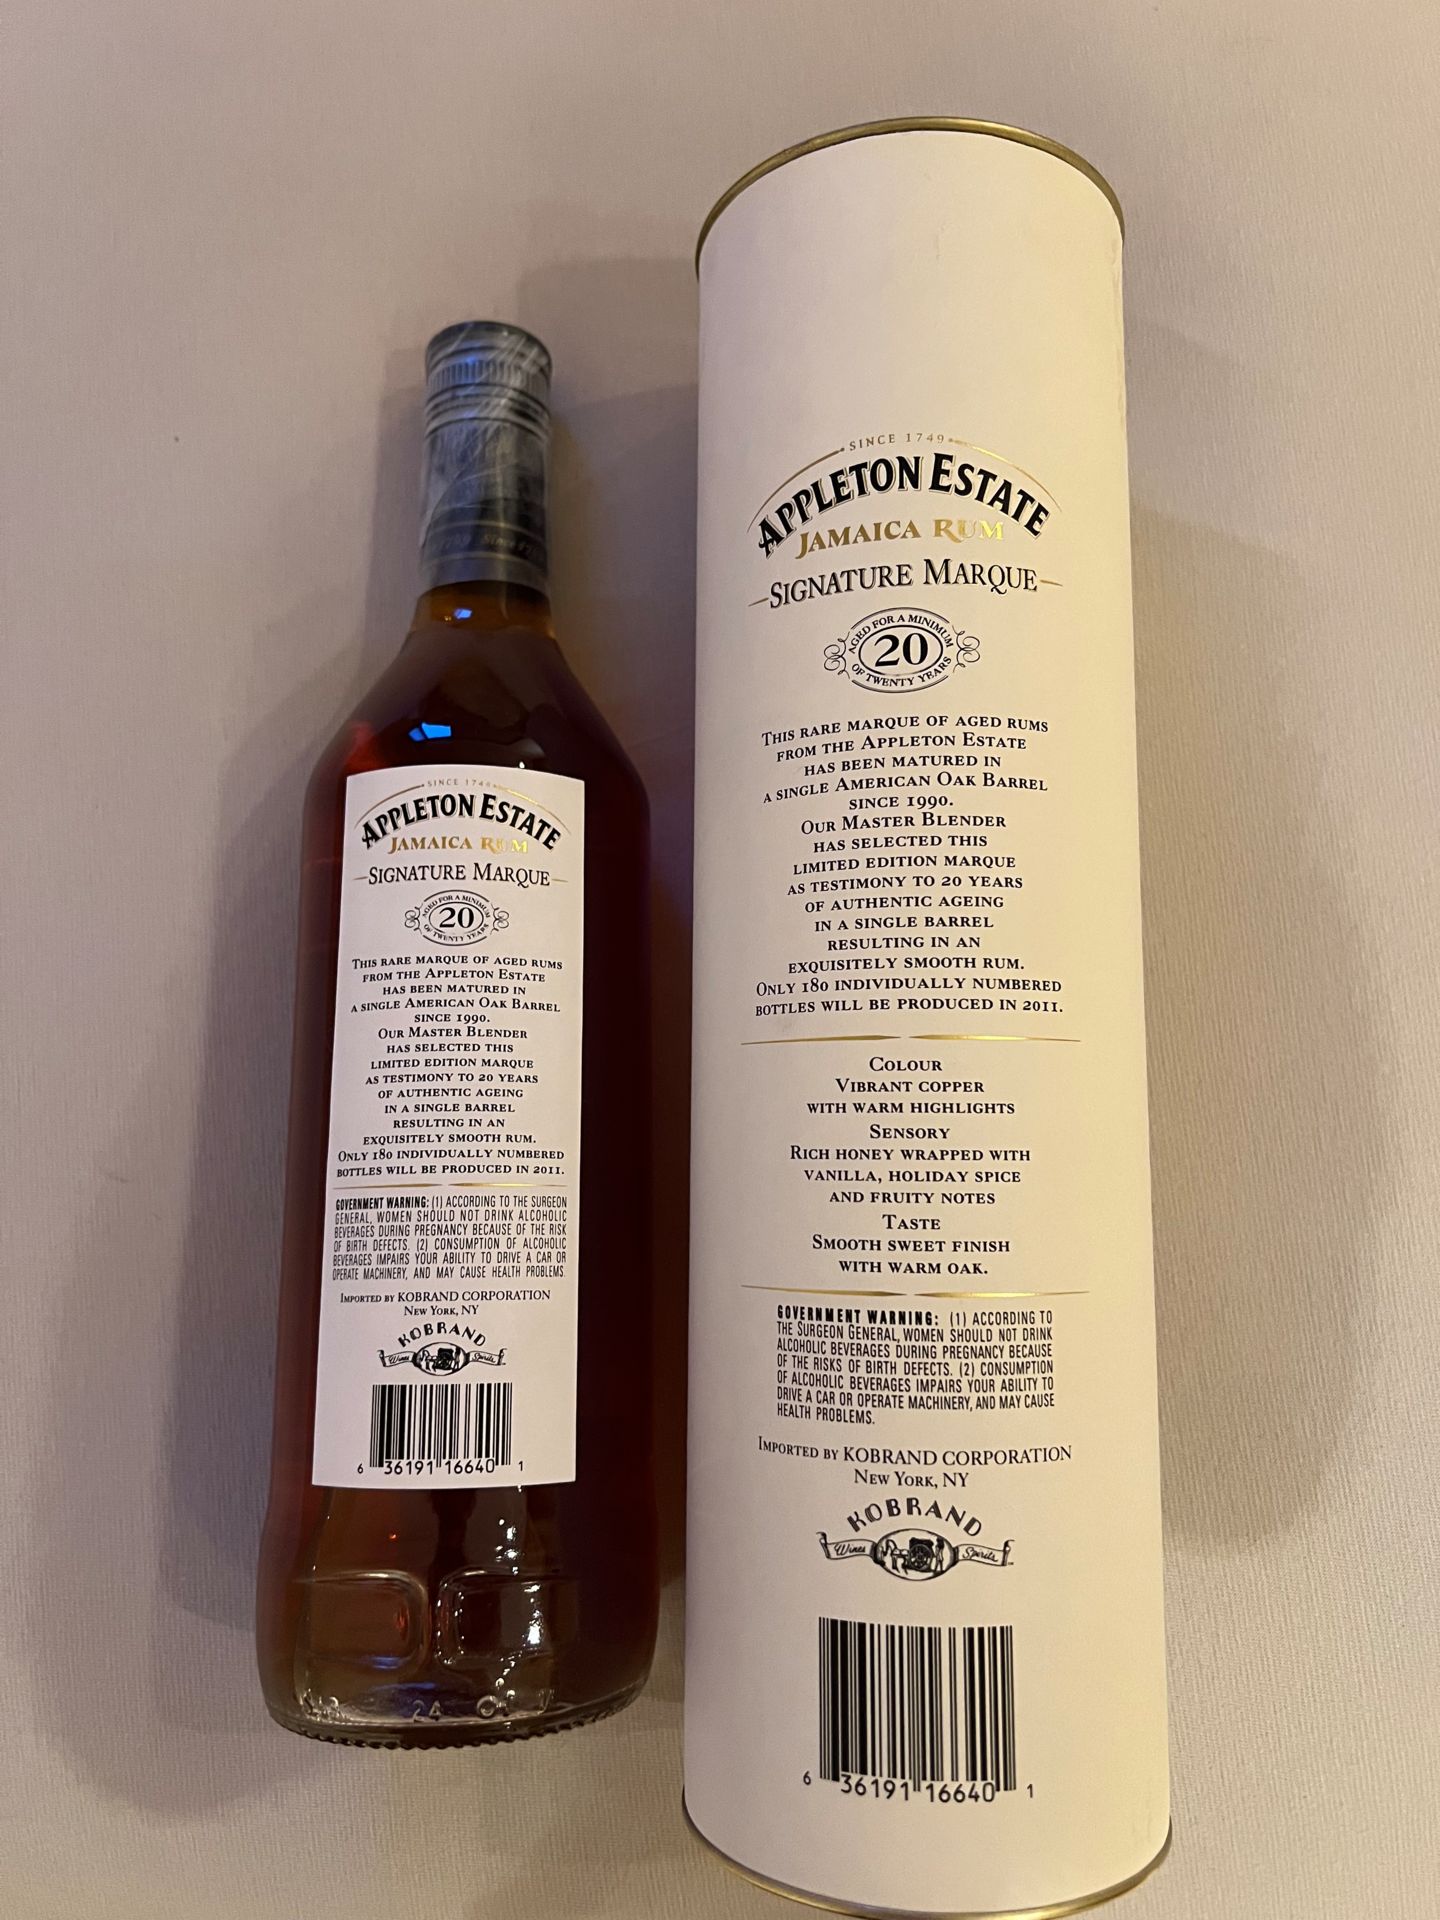 SINCE 1749
APPLETON ESTATE
JAMAICA RUM
SIGNATURE MARQUE
AGED FOR A MINIMUM
20
OF TWENTY YEARS
THIS RARE MARQUE OF AGED RUMS
FROM THE APPLETON ESTATE
HAS BEEN MATURED IN
A SINGLE AMERICAN OAK BARREL
SINCE 1990.
OUR MASTER BLENDER
HAS SELECTED THIS
LIMITED EDITION MARQUE
AS TESTIMONY TO 20 YEARS
OF AUTHENTIC AGEING
IN A SINGLE BARREL
RESULTING IN AN
EXQUISITELY SMOOTH RUM.
ONLY 180 INDIVIDUALLY NUMBERED
BOTTLES WILL BE PRODUCED IN 2011.
GOVERNMENT WARNING: (1) ACCORDING TO THE SURGEON
GENERAL, WOMEN SHOULD NOT DRINK ALCOHOLIC
BEVERAGES DURING PREGNANCY BECAUSE OF THE RISK
OF BIRTH DEFECTS. (2) CONSUMPTION OF ALCOHOLIC
BEVERAGES IMPAIRS YOUR ABILITY TO DRIVE A CAR OR
OPERATE MACHINERY, AND MAY CAUSE HEALTH PROBLEMS.
IMPORTED BY KOBRAND CORPORATION
NEW YORK, NY
KOBRAND
Wines Spirits
6 36191 16640 1
24
SINCE 1749
APPLETON ESTATE
JAMAICA RUM
SIGNATURE MARQUE
AGED FOR A MINIMUM
20
OF TWENTY YEARS
THIS RARE MARQUE OF AGED RUMS
FROM THE APPLETON ESTATE
HAS BEEN MATURED IN
A SINGLE AMERICAN OAK BARREL
SINCE 1990.
OUR MASTER BLENDER
HAS SELECTED THIS
LIMITED EDITION MARQUE
AS TESTIMONY TO 20 YEARS
OF AUTHENTIC AGEING
IN A SINGLE BARREL
RESULTING IN AN
EXQUISITELY SMOOTH RUM.
ONLY 180 INDIVIDUALLY NUMBERED
BOTTLES WILL BE PRODUCED IN 2011.
COLOUR
VIBRANT COPPER
WITH WARM HIGHLIGHTS
SENSORY
RICH HONEY WRAPPED WITH
VANILLA, HOLIDAY SPICE
AND FRUITY NOTES
TASTE
SMOOTH SWEET FINISH
WITH WARM OAK.
GOVERNMENT WARNING: (1) ACCORDING TO
THE SURGEON GENERAL, WOMEN SHOULD NOT DRINK
ALCOHOLIC BEVERAGES DURING PREGNANCY BECAUSE
OF THE RISKS OF BIRTH DEFECTS. (2) CONSUMPTION
OF ALCOHOLIC BEVERAGES IMPAIRS YOUR ABILITY TO
DRIVE A CAR OR OPERATE MACHINERY, AND MAY CAUSE
HEALTH PROBLEMS.
IMPORTED BY KOBRAND CORPORATION
NEW YORK, NY
KOBRAND
Wines Spirits
6 36191 16640 1